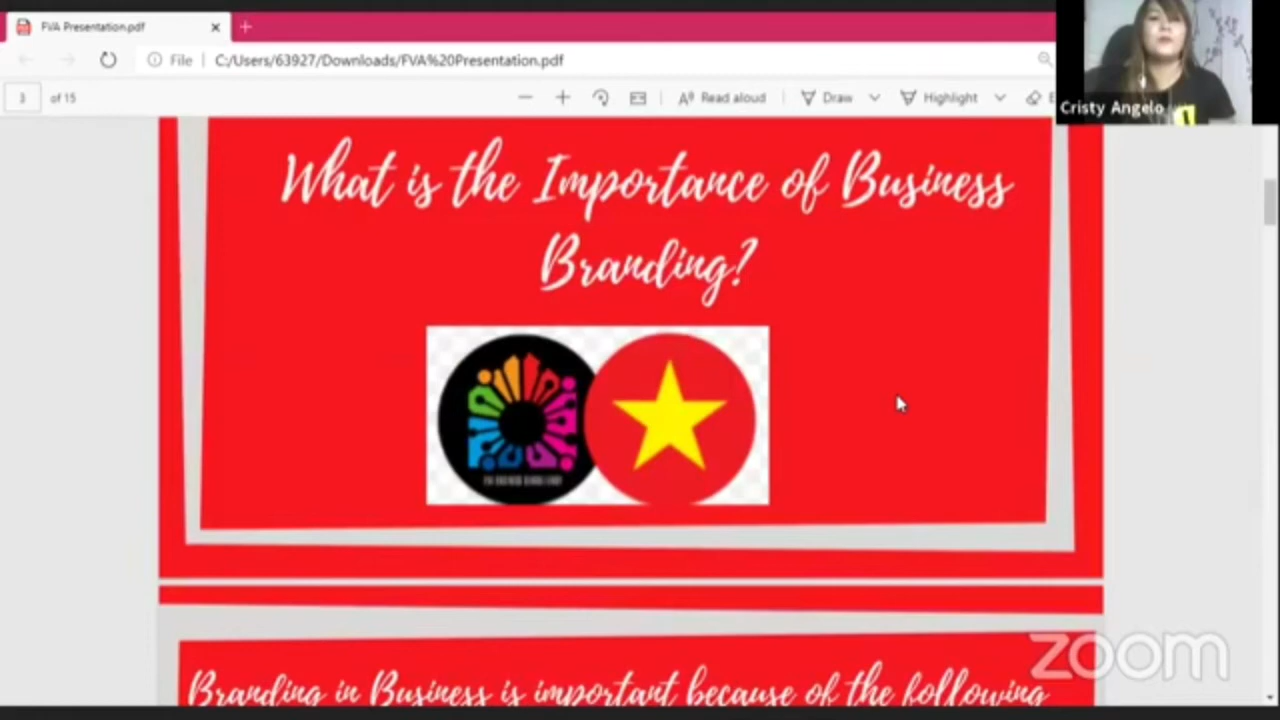 FVA Presentation.pdf
File
C:/Users/63927/Downloads/FVA%20Presentation.pdf
3 of 15
Read aloud
Draw
Highlight
E
Cristy Angelo
What is the Importance of Business
Branding?
zoom
Branding in Business is important because of the following